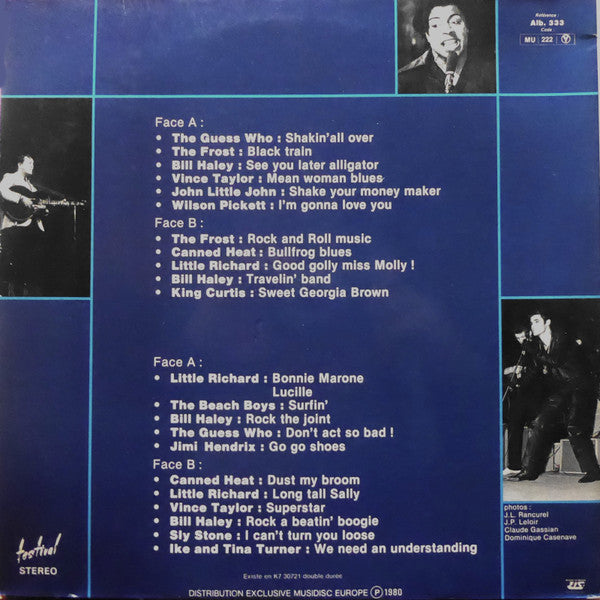 Référence :
Alb. 333
Code :
MU 222 Y
Face A :
• The Guess Who : Shakin'all over
• The Frost : Black train
• Bill Haley : See you later alligator
• Vince Taylor : Mean woman blues
• John Little John : Shake your money maker
• Wilson Pickett : I'm gonna love you
Face B :
• The Frost : Rock and Roll music
• Canned Heat : Bullfrog blues
• Little Richard : Good golly miss Molly !
• Bill Haley : Travelin' band
• King Curtis : Sweet Georgia Brown
Face A :
• Little Richard : Bonnie Marone
Lucille
• The Beach Boys : Surfin'
• Bill Haley : Rock the joint
• The Guess Who : Don't act so bad !
• Jimi Hendrix : Go go shoes
Face B :
• Canned Heat : Dust my broom
• Little Richard : Long tall Sally
• Vince Taylor : Superstar
• Bill Haley : Rock a beatin' boogie
• Sly Stone : I can't turn you loose
• Ike and Tina Turner : We need an understanding
photos :
J.L. Rancurel
J.P. Leloir
Claude Gassian
Dominique Casenave
festival
STEREO
Existe en K7 30721 double durée
DISTRIBUTION EXCLUSIVE MUSIDISC EUROPE Ⓟ 1980